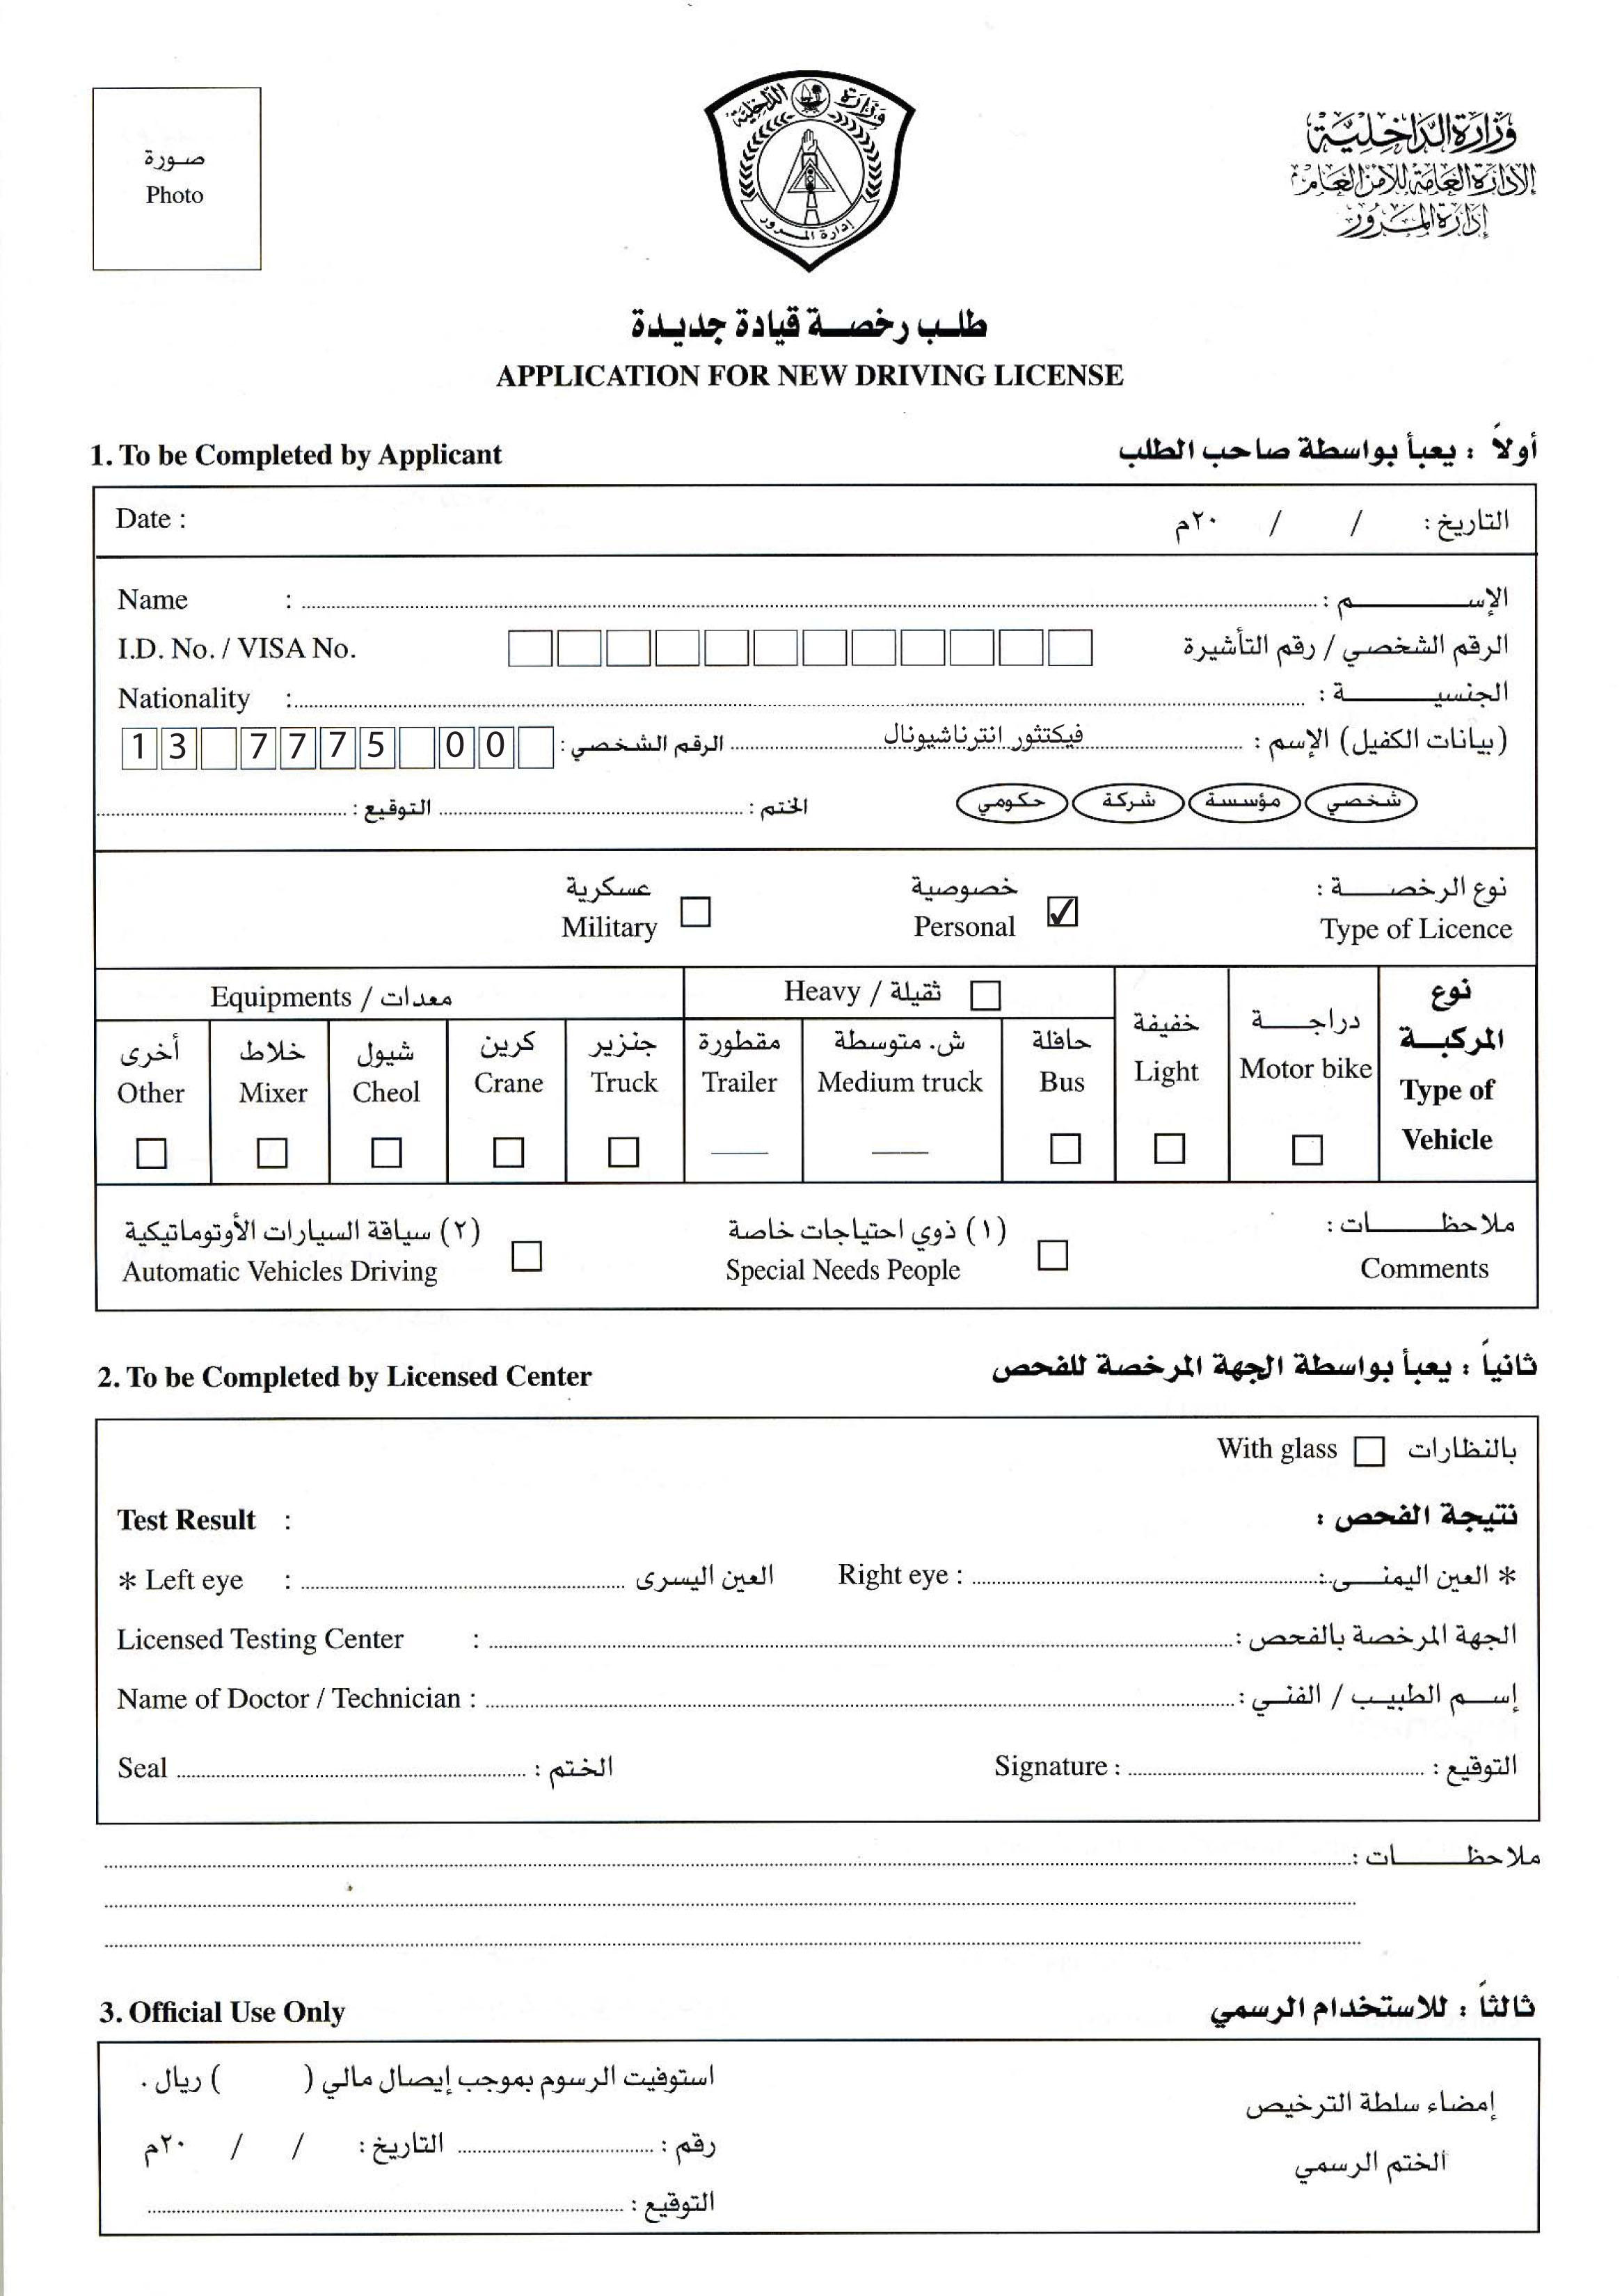 صورة
Photo
وزارة الداخلية
إدارة المرور
وزارة الداخلية
الإدارة العامة للأمن العام
إدارة المرور
طلب رخصة قيادة جديدة
APPLICATION FOR NEW DRIVING LICENSE
1. To be Completed by Applicant أولاً : يعبأ بواسطة صاحب الطلب
Date : التاريخ : / / ٢٠م
Name : الإسم :
I.D. No. / VISA No. الرقم الشخصي / رقم التأشيرة
Nationality : الجنسية :
(بيانات الكفيل) الإسم : فيكتثور انترناشيونال الرقم الشخصي : 13 7775 00
شخصي مؤسسة شركة حكومي الختم : التوقيع :
نوع الرخصة : خصوصية ✓ عسكرية
Type of Licence Personal Military
نوع المركبة Type of Vehicle
دراجة Motor bike
خفيفة Light
Heavy / ثقيلة
حافلة Bus
ش. متوسطة Medium truck
مقطورة Trailer
Equipments / معدات
جنزير Truck
كرين Crane
شيول Cheol
خلاط Mixer
أخرى Other
ملاحظات : (١) ذوي احتياجات خاصة (٢) سياقة السيارات الأوتوماتيكية
Comments Special Needs People Automatic Vehicles Driving
2. To be Completed by Licensed Center ثانياً : يعبأ بواسطة الجهة المرخصة للفحص
With glass بالنظارات
Test Result : نتيجة الفحص :
* Left eye : العين اليسرى Right eye : * العين اليمنى :
Licensed Testing Center : الجهة المرخصة بالفحص :
Name of Doctor / Technician : إسم الطبيب / الفني :
Seal الختم : Signature : التوقيع :
ملاحظات :
3. Official Use Only ثالثاً : للاستخدام الرسمي
استوفيت الرسوم بموجب إيصال مالي ( ) ريال .
رقم : التاريخ : / / ٢٠م
التوقيع :
إمضاء سلطة الترخيص
الختم الرسمي